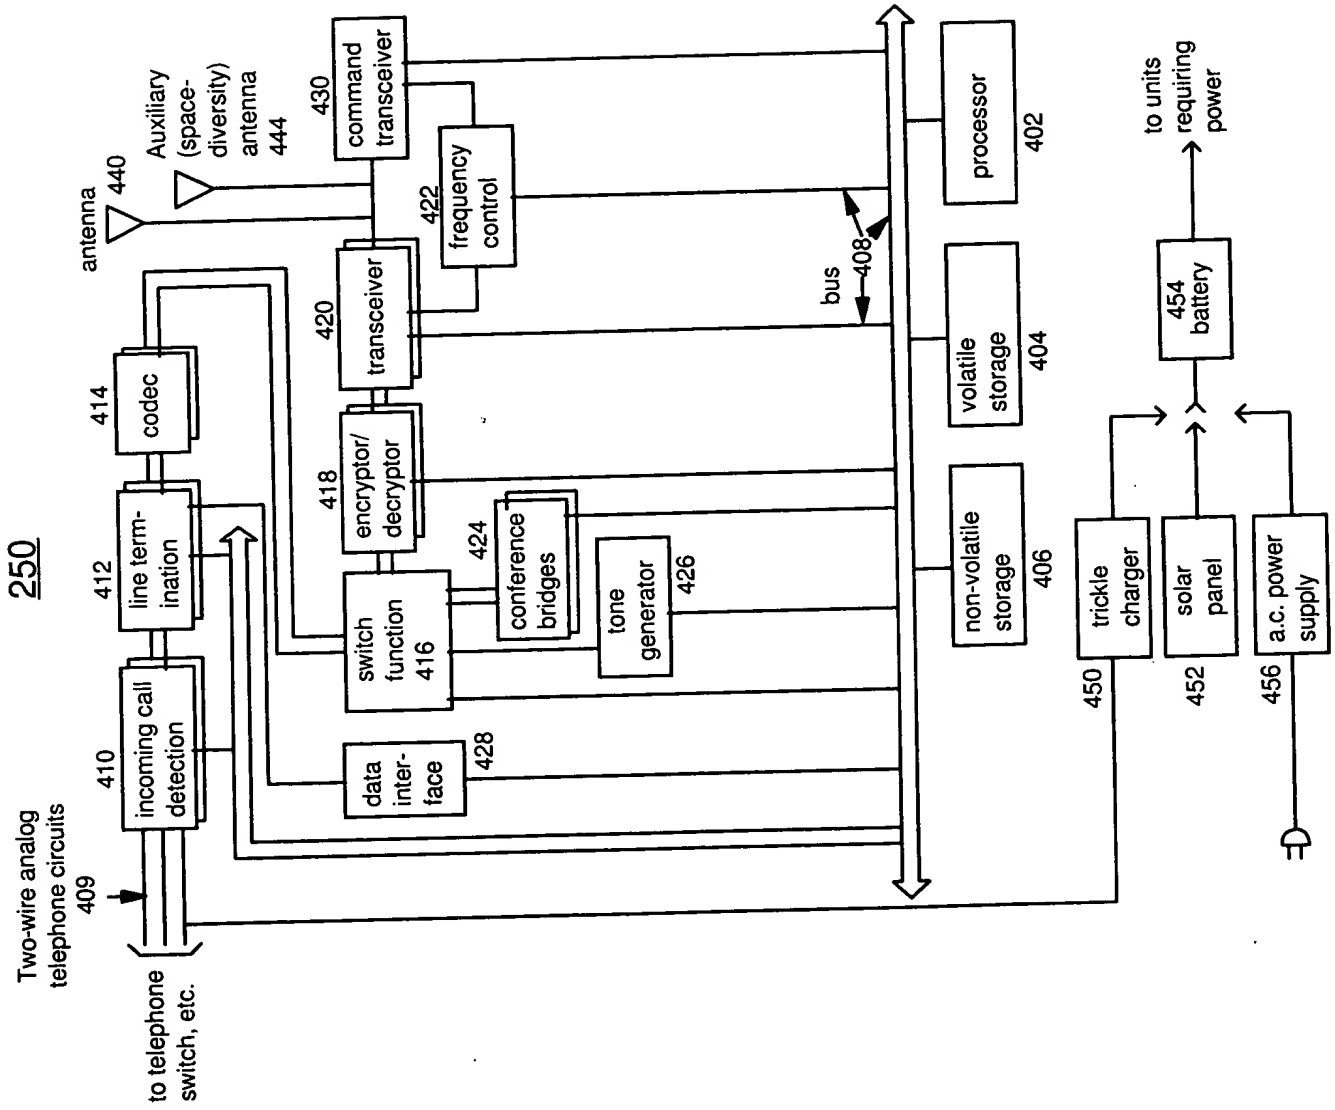 250
Two-wire analog
telephone circuits
409
to telephone
switch, etc.
410
incoming call
detection
412
line term-
ination
414
codec
antenna
440
Auxiliary
(space-
diversity)
antenna
444
data
inter-
face
428
switch
function
416
418
encryptor/
decryptor
420
transceiver
430
command
transceiver
422
frequency
control
424
conference
bridges
tone
generator
426
bus
408
non-volatile
storage
406
volatile
storage
404
processor
402
450
trickle
charger
452
solar
panel
456
a.c. power
supply
454
battery
to units
requiring
power